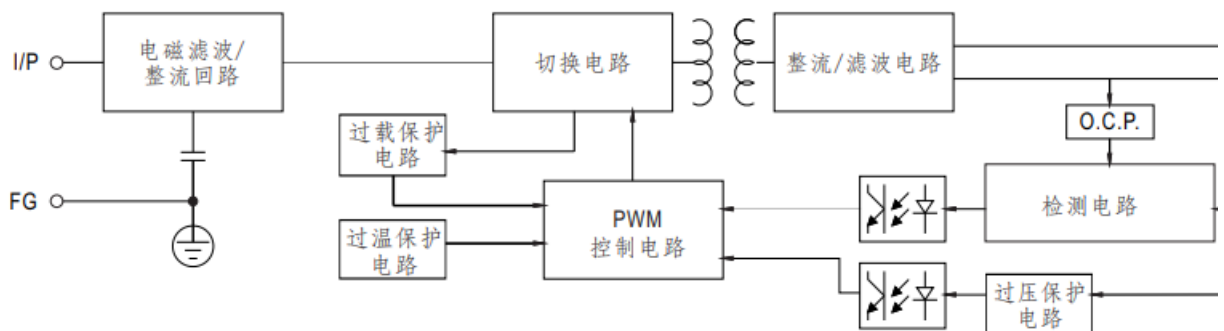 I/P
电磁滤波/
整流回路
切换电路
整流/滤波电路
O.C.P.
过载保护
电路
FG
PWM
控制电路
检测电路
过温保护
电路
过压保护
电路